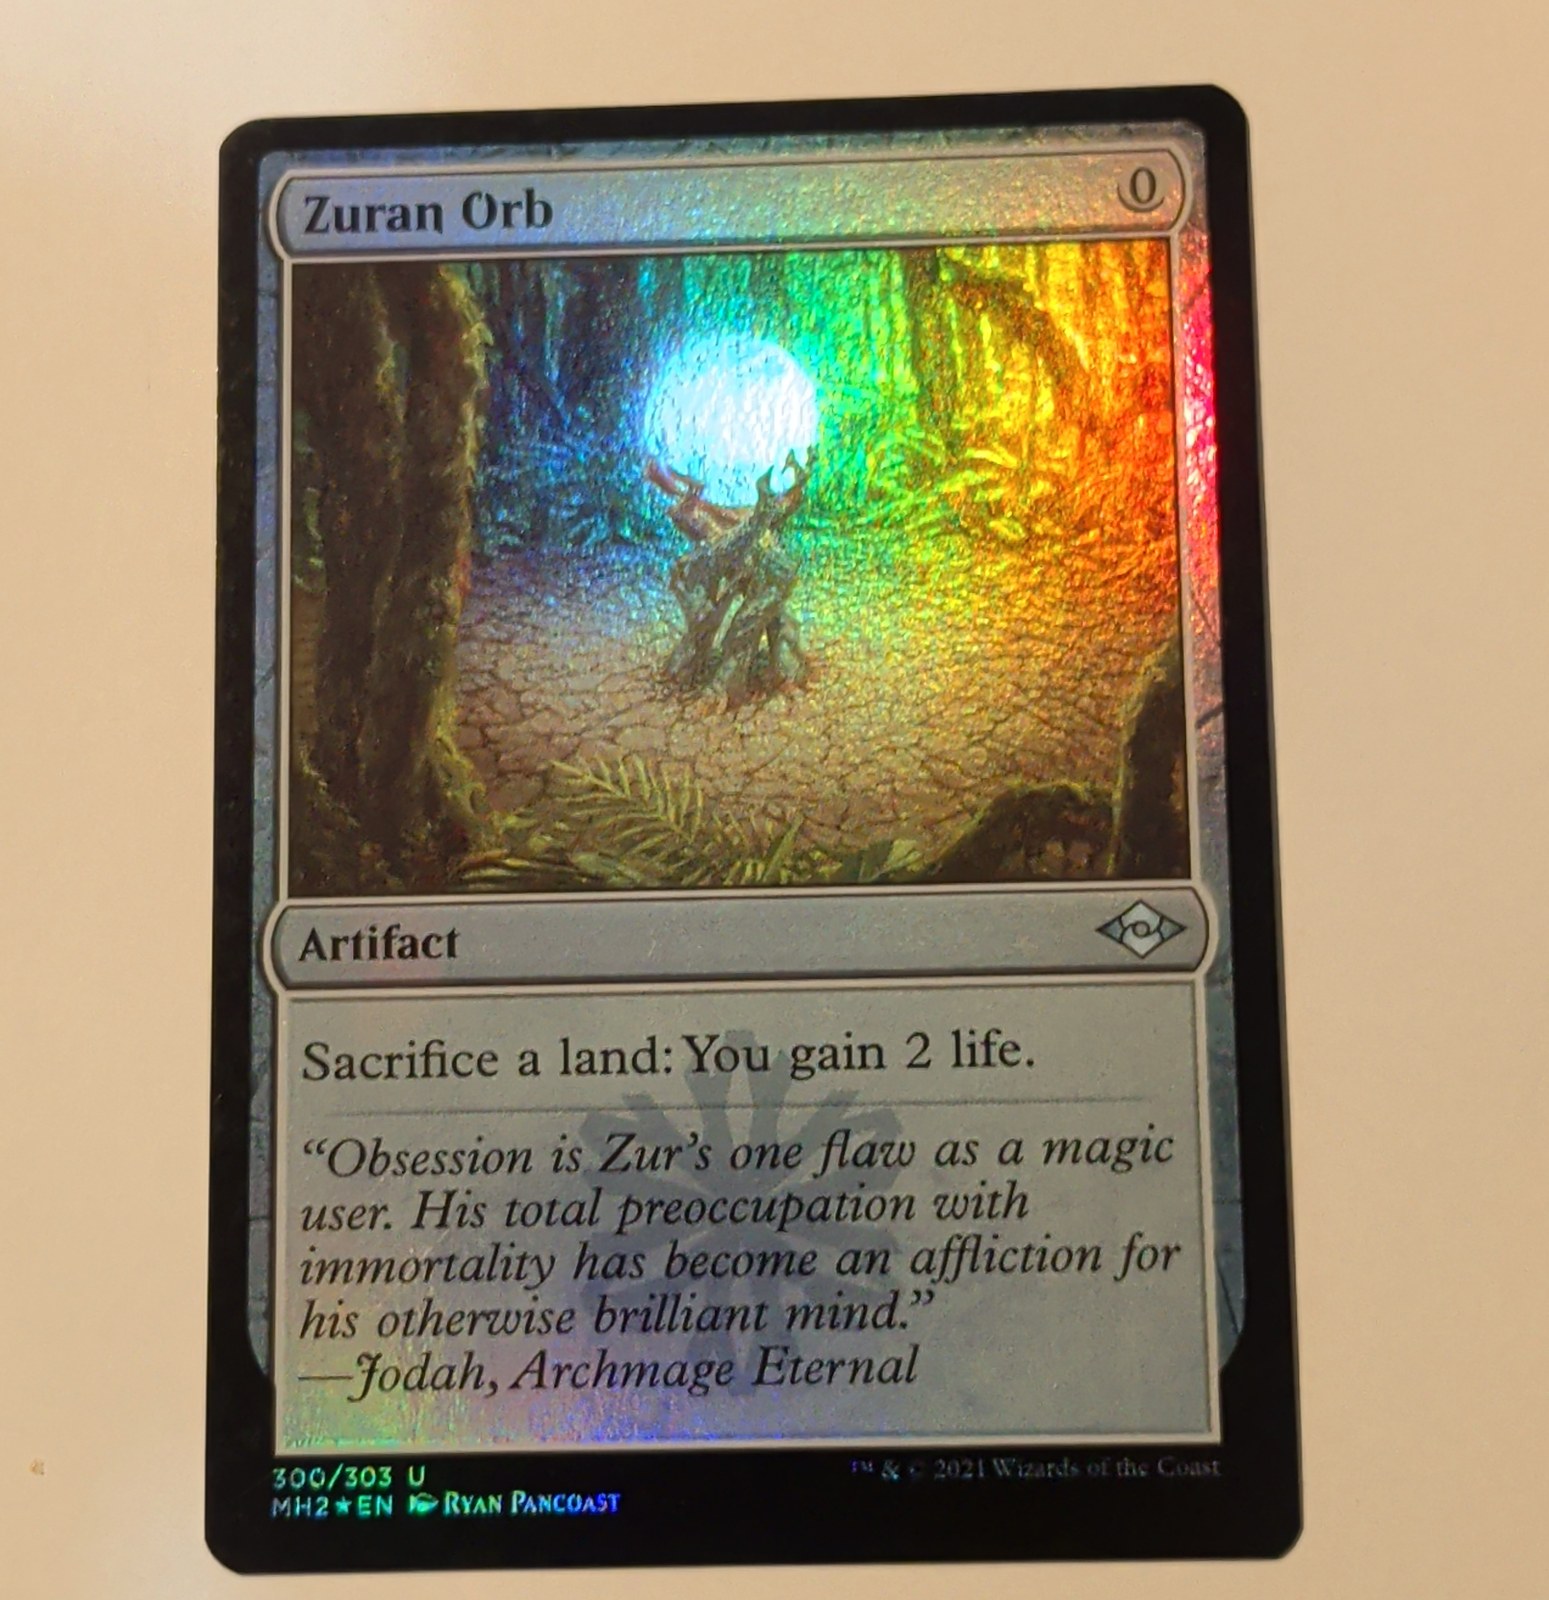 Zuran Orb
0
Artifact
Sacrifice a land: You gain 2 life.
“Obsession is Zur’s one flaw as a magic
user. His total preoccupation with
immortality has become an affliction for
his otherwise brilliant mind.”
—Jodah, Archmage Eternal
300/303 U
MH2★EN Ryan Pancoast
™ & © 2021 Wizards of the Coast